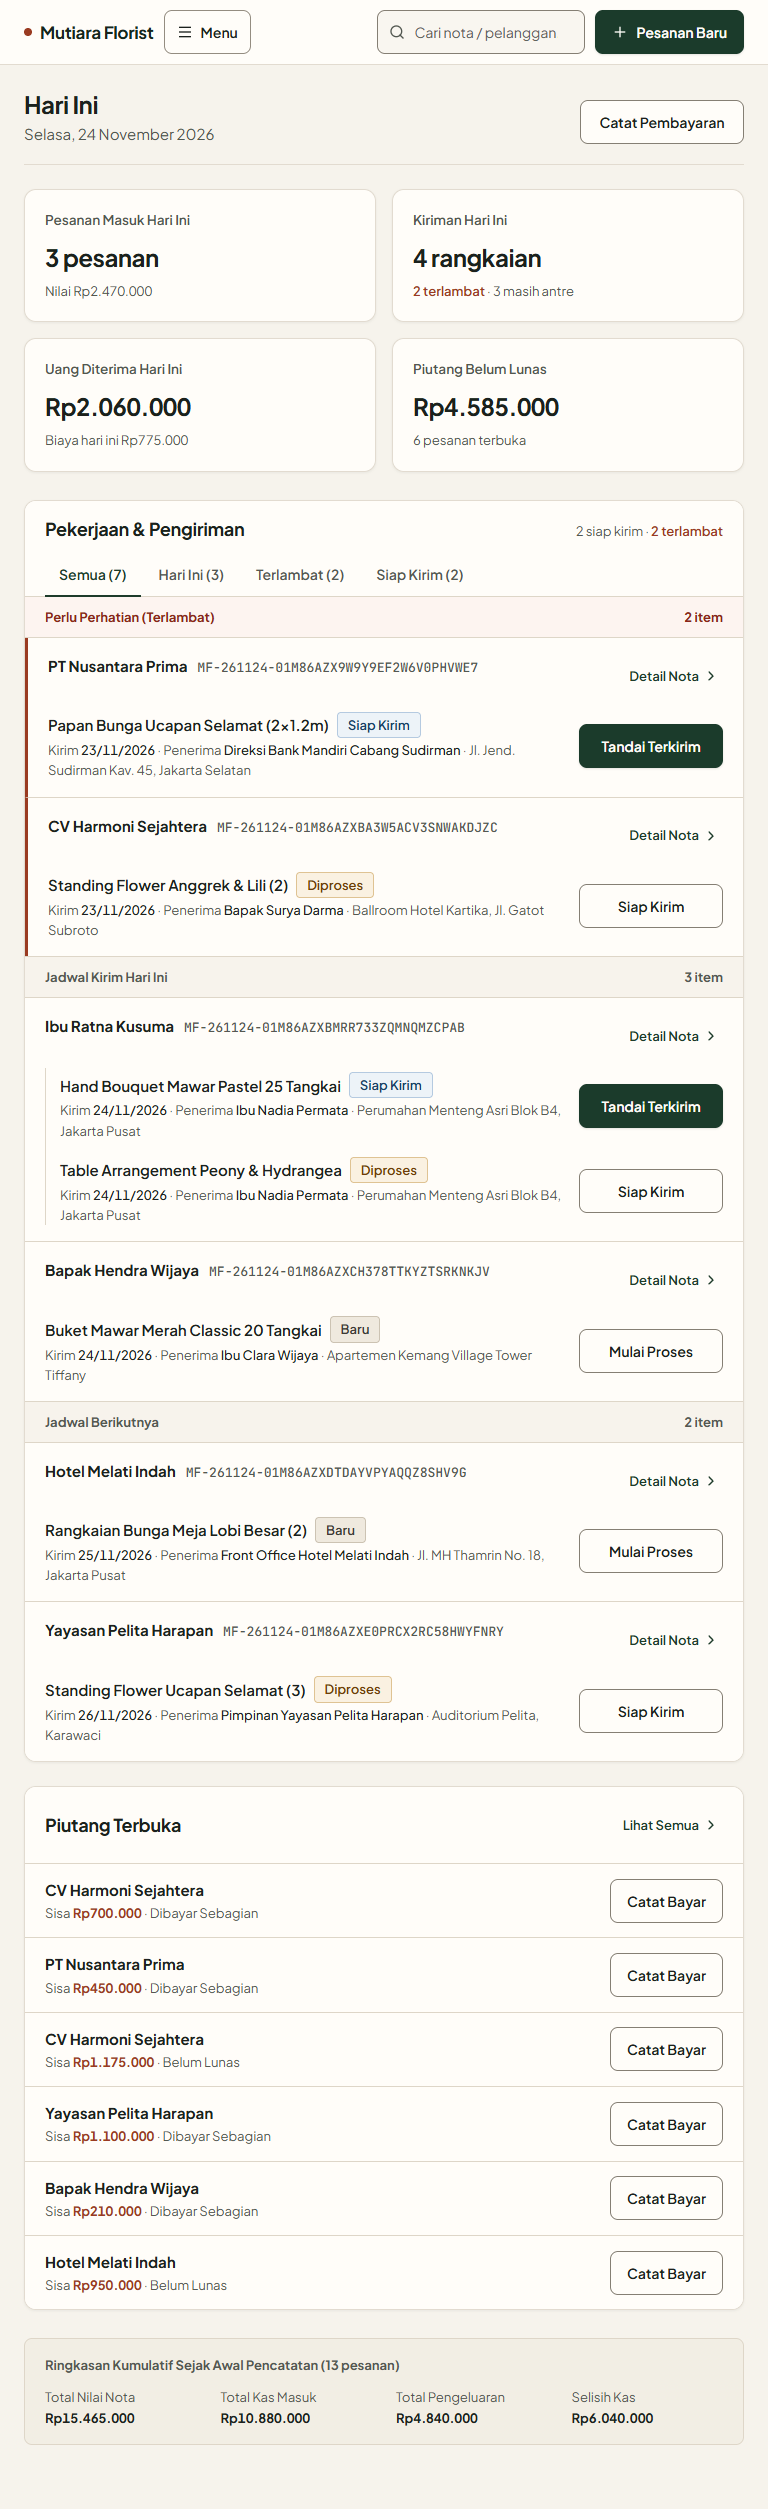 Mutiara Florist
Menu
Cari nota / pelanggan
Pesanan Baru
Hari Ini
Selasa, 24 November 2026
Catat Pembayaran
Pesanan Masuk Hari Ini
3 pesanan
Nilai Rp2.470.000
Kiriman Hari Ini
4 rangkaian
2 terlambat · 3 masih antre
Uang Diterima Hari Ini
Rp2.060.000
Biaya hari ini Rp775.000
Piutang Belum Lunas
Rp4.585.000
6 pesanan terbuka
Pekerjaan & Pengiriman
2 siap kirim · 2 terlambat
Semua (7)
Hari Ini (3)
Terlambat (2)
Siap Kirim (2)
Perlu Perhatian (Terlambat)
2 item
PT Nusantara Prima MF-261124-01M86AZX9W9Y9EF2W6V0PHVWE7
Detail Nota
Papan Bunga Ucapan Selamat (2×1.2m) Siap Kirim
Kirim 23/11/2026 · Penerima Direksi Bank Mandiri Cabang Sudirman · Jl. Jend.
Sudirman Kav. 45, Jakarta Selatan
Tandai Terkirim
CV Harmoni Sejahtera MF-261124-01M86AZXBA3W5ACV3SNWAKDJZC
Detail Nota
Standing Flower Anggrek & Lili (2) Diproses
Kirim 23/11/2026 · Penerima Bapak Surya Darma · Ballroom Hotel Kartika, Jl. Gatot
Subroto
Siap Kirim
Jadwal Kirim Hari Ini
3 item
Ibu Ratna Kusuma MF-261124-01M86AZXBMRR733ZQMNQMZCPAB
Detail Nota
Hand Bouquet Mawar Pastel 25 Tangkai Siap Kirim
Kirim 24/11/2026 · Penerima Ibu Nadia Permata · Perumahan Menteng Asri Blok B4,
Jakarta Pusat
Tandai Terkirim
Table Arrangement Peony & Hydrangea Diproses
Kirim 24/11/2026 · Penerima Ibu Nadia Permata · Perumahan Menteng Asri Blok B4,
Jakarta Pusat
Siap Kirim
Bapak Hendra Wijaya MF-261124-01M86AZXCH378TTKYZTSRKNKJV
Detail Nota
Buket Mawar Merah Classic 20 Tangkai Baru
Kirim 24/11/2026 · Penerima Ibu Clara Wijaya · Apartemen Kemang Village Tower
Tiffany
Mulai Proses
Jadwal Berikutnya
2 item
Hotel Melati Indah MF-261124-01M86AZXDTDAYVPYAQQZ8SHV9G
Detail Nota
Rangkaian Bunga Meja Lobi Besar (2) Baru
Kirim 25/11/2026 · Penerima Front Office Hotel Melati Indah · Jl. MH Thamrin No. 18,
Jakarta Pusat
Mulai Proses
Yayasan Pelita Harapan MF-261124-01M86AZXE0PRCX2RC58HWYFNRY
Detail Nota
Standing Flower Ucapan Selamat (3) Diproses
Kirim 26/11/2026 · Penerima Pimpinan Yayasan Pelita Harapan · Auditorium Pelita,
Karawaci
Siap Kirim
Piutang Terbuka
Lihat Semua
CV Harmoni Sejahtera
Sisa Rp700.000 · Dibayar Sebagian
Catat Bayar
PT Nusantara Prima
Sisa Rp450.000 · Dibayar Sebagian
Catat Bayar
CV Harmoni Sejahtera
Sisa Rp1.175.000 · Belum Lunas
Catat Bayar
Yayasan Pelita Harapan
Sisa Rp1.100.000 · Dibayar Sebagian
Catat Bayar
Bapak Hendra Wijaya
Sisa Rp210.000 · Dibayar Sebagian
Catat Bayar
Hotel Melati Indah
Sisa Rp950.000 · Belum Lunas
Catat Bayar
Ringkasan Kumulatif Sejak Awal Pencatatan (13 pesanan)
Total Nilai Nota
Rp15.465.000
Total Kas Masuk
Rp10.880.000
Total Pengeluaran
Rp4.840.000
Selisih Kas
Rp6.040.000